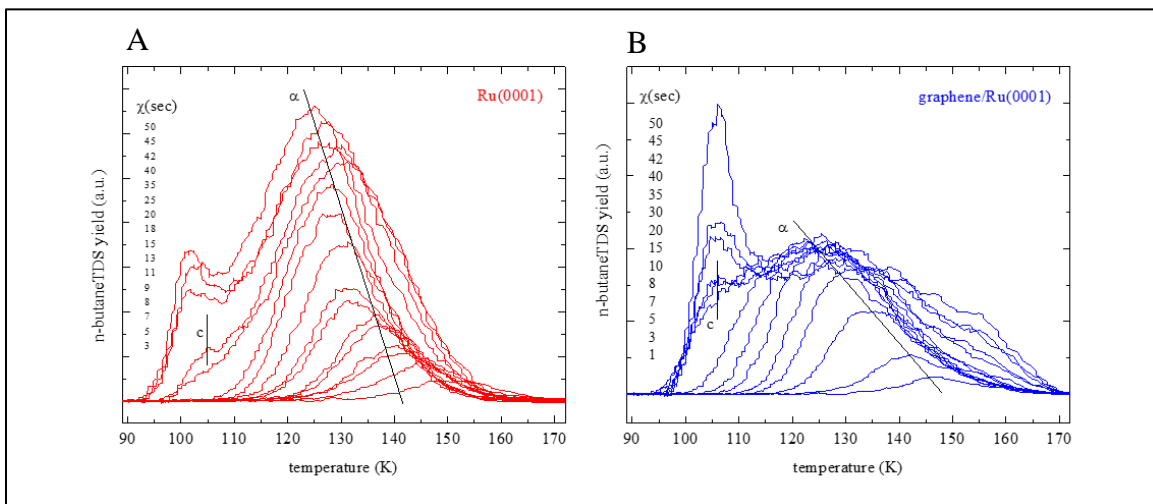 A
Ru(0001)
α
χ(sec)
50
45
42
40
35
20
18
15
13
11
9
8
7
5
3
c
n-butaneTDS yield (a.u.)
90 100 110 120 130 140 150 160 170
temperature (K)
B
graphene/Ru(0001)
χ(sec)
50
45
42
40
35
30
20
15
10
8
7
5
3
1
α
c
n-butaneTDS yield (a.u.)
90 100 110 120 130 140 150 160 170
temperature (K)